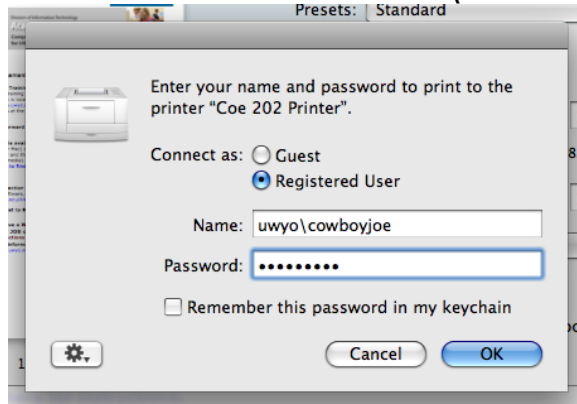 Presets: Standard
Enter your name and password to print to the
printer “Coe 202 Printer”.
Connect as: Guest
Registered User
Name: uwyo\cowboyjoe
Password: •••••••••
Remember this password in my keychain
Cancel OK